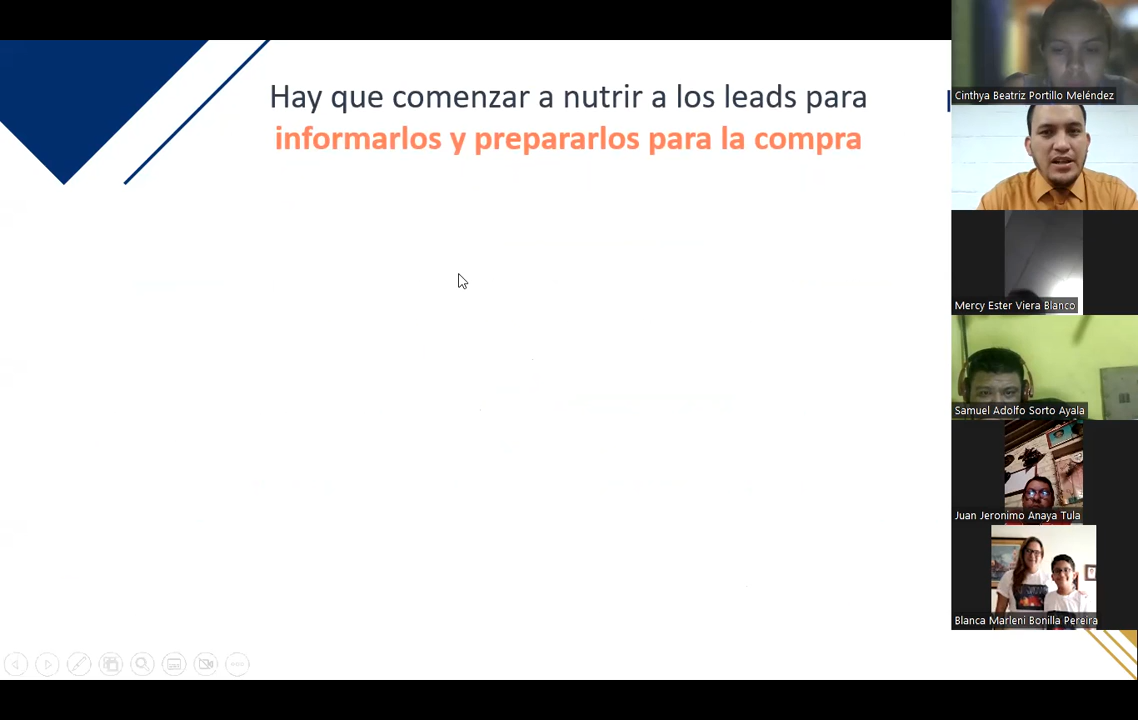 Hay que comenzar a nutrir a los leads para
informarlos y prepararlos para la compra
Cinthya Beatriz Portillo Meléndez
Mercy Ester Viera Blanco
Samuel Adolfo Sorto Ayala
Juan Jeronimo Anaya Tula
Blanca Marleni Bonilla Pereira